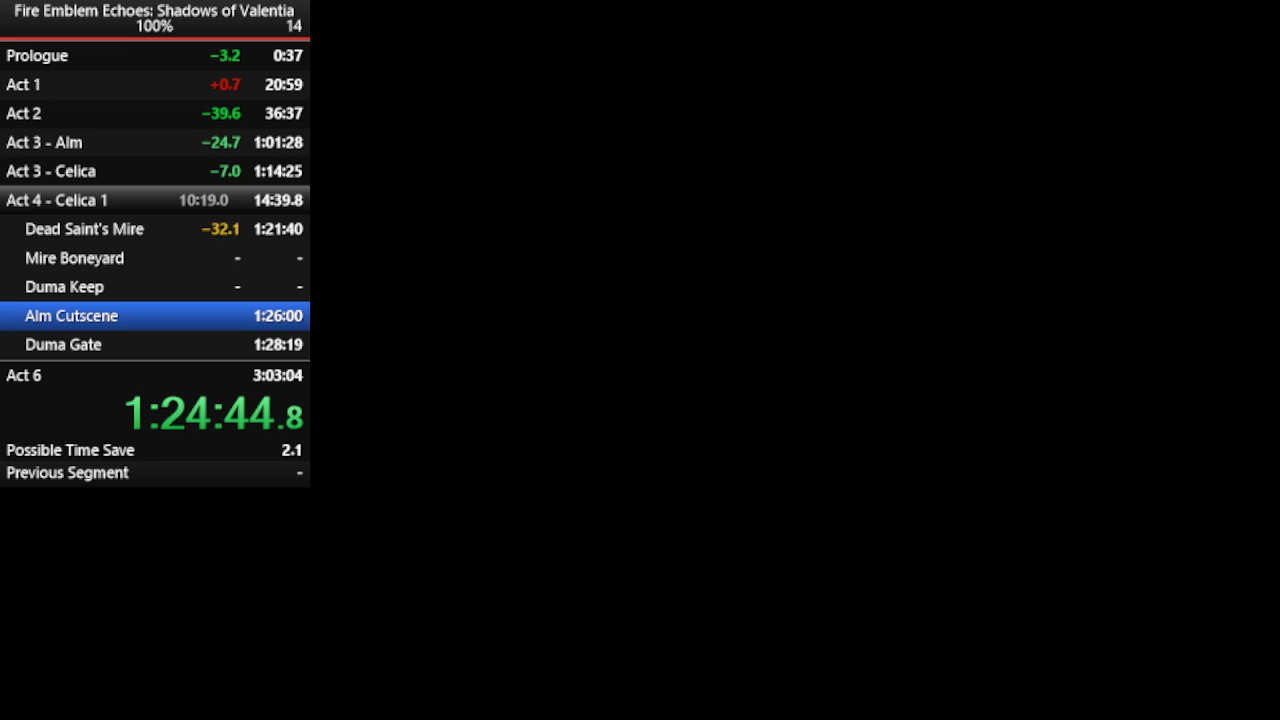 Fire Emblem Echoes: Shadows of Valentia
100% 14
Prologue −3.2 0:37
Act 1 +0.7 20:59
Act 2 −39.6 36:37
Act 3 - Alm −24.7 1:01:28
Act 3 - Celica −7.0 1:14:25
Act 4 - Celica 1 10:19.0 14:39.8
Dead Saint's Mire −32.1 1:21:40
Mire Boneyard - -
Duma Keep - -
Alm Cutscene 1:26:00
Duma Gate 1:28:19
Act 6 3:03:04
1:24:44.8
Possible Time Save 2.1
Previous Segment -